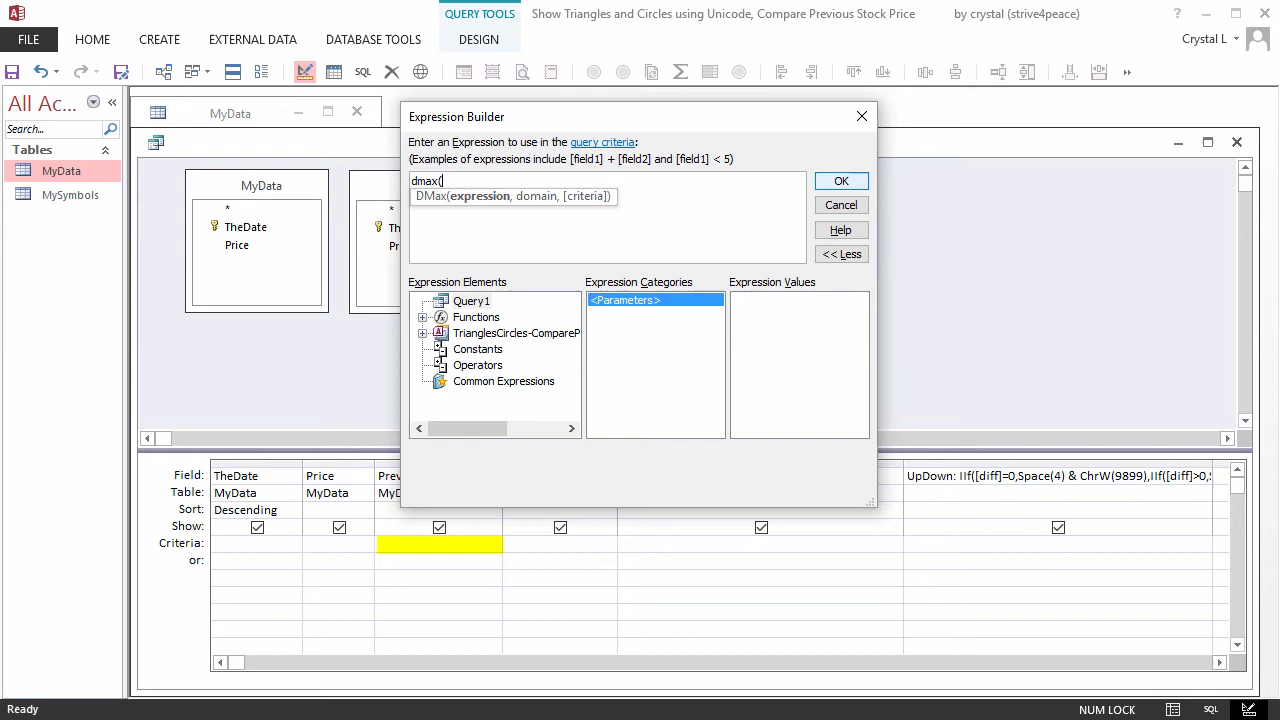 QUERY TOOLS
Show Triangles and Circles using Unicode, Compare Previous Stock Price
by crystal (strive4peace)
?
FILE
HOME
CREATE
EXTERNAL DATA
DATABASE TOOLS
DESIGN
Crystal L
SQL
All Ac...
Search...
Tables
MyData
MySymbols
MyData
MyData
*
TheDate
Price
*
Th
Pr
Expression Builder
Enter an Expression to use in the query criteria:
(Examples of expressions include [field1] + [field2] and [field1] < 5)
dmax(
DMax(expression, domain, [criteria])
OK
Cancel
Help
<< Less
Expression Elements
Expression Categories
Expression Values
Query1
Functions
TrianglesCircles-CompareP
Constants
Operators
Common Expressions
<Parameters>
Field: TheDate Price Prev UpDown: IIf([diff]=0,Space(4) & ChrW(9899),IIf([diff]>0,S
Table: MyData MyData MyD
Sort: Descending
Show:
Criteria:
or:
Ready
NUM LOCK
SQL